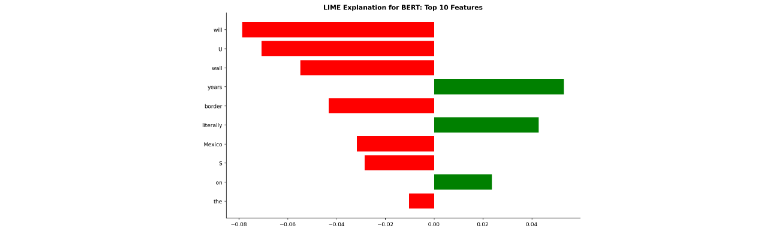 LIME Explanation for BERT: Top 10 Features
will
U
wall
years
border
literally
Mexico
S
on
the
−0.08 −0.06 −0.04 −0.02 0.00 0.02 0.04